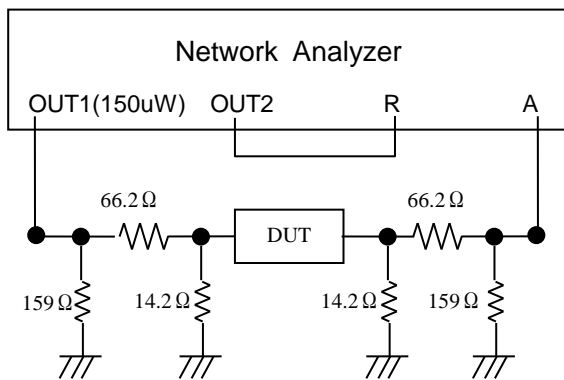 Network Analyzer
OUT1(150uW) OUT2 R A
66.2Ω 66.2Ω
DUT
159Ω 14.2Ω 14.2Ω 159Ω